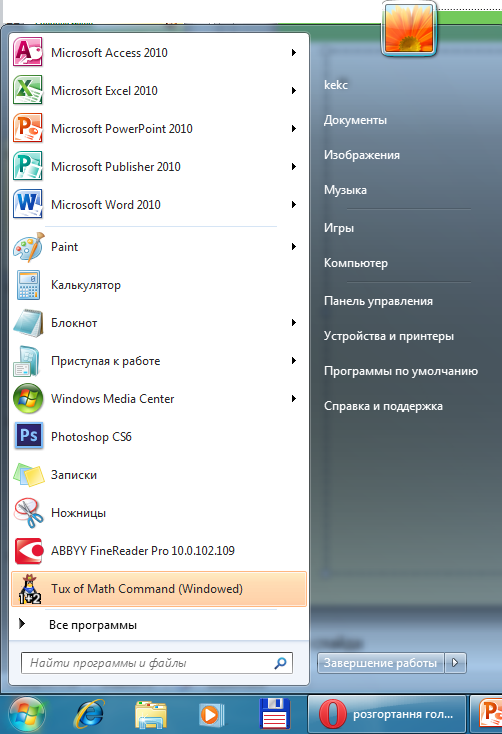 Microsoft Access 2010
Microsoft Excel 2010
Microsoft PowerPoint 2010
Microsoft Publisher 2010
Microsoft Word 2010
Paint
Калькулятор
Блокнот
Приступая к работе
Windows Media Center
Ps Photoshop CS6
Записки
Ножницы
ABBYY FineReader Pro 10.0.102.109
Tux of Math Command (Windowed)
Все программы
Найти программы и файлы
kekc
Документы
Изображения
Музыка
Игры
Компьютер
Панель управления
Устройства и принтеры
Программы по умолчанию
Справка и поддержка
Завершение работы
розгортання гол...